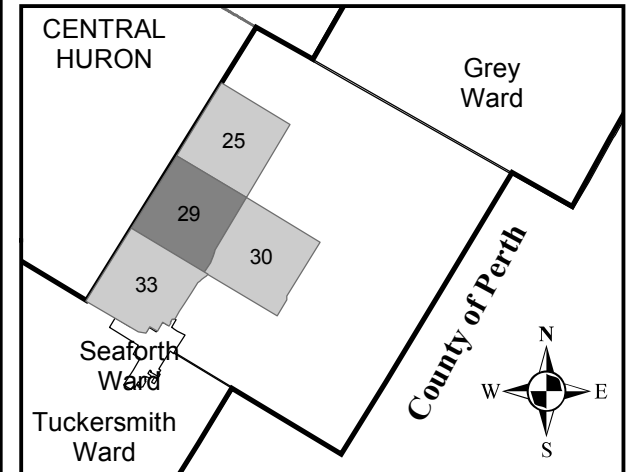 CENTRAL
HURON
Grey
Ward
25
29
30
33
Seaforth
Ward
Tuckersmith
Ward
County of Perth
N
W
E
S